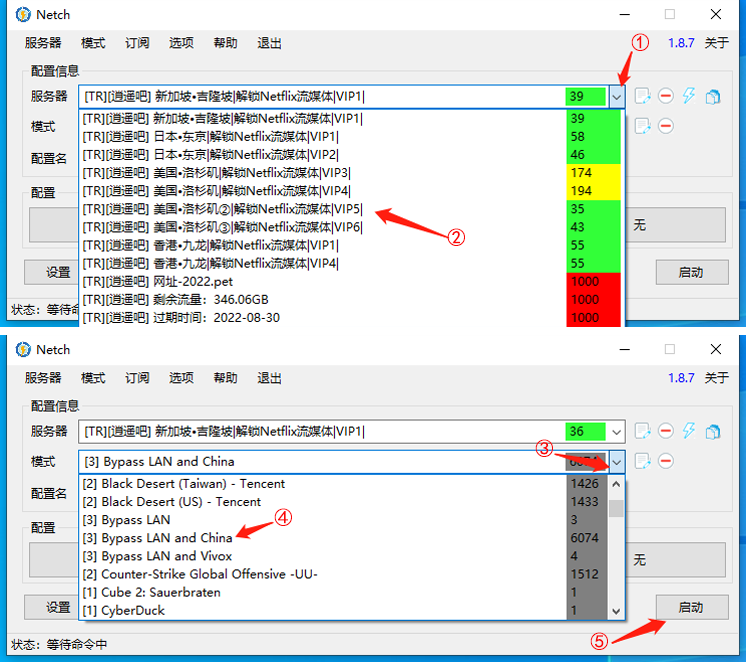 Netch
服务器 模式 订阅 选项 帮助 退出 1.8.7 关于
①
配置信息
服务器 [TR][逍遥吧] 新加坡•吉隆坡|解锁Netflix流媒体|VIP1| 39
模式
配置名
[TR][逍遥吧] 新加坡•吉隆坡|解锁Netflix流媒体|VIP1| 39
[TR][逍遥吧] 日本•东京|解锁Netflix流媒体|VIP1| 58
[TR][逍遥吧] 日本•东京|解锁Netflix流媒体|VIP2| 46
[TR][逍遥吧] 美国•洛杉矶|解锁Netflix流媒体|VIP3| 174
[TR][逍遥吧] 美国•洛杉矶|解锁Netflix流媒体|VIP4| 194
[TR][逍遥吧] 美国•洛杉矶②|解锁Netflix流媒体|VIP5| 35
[TR][逍遥吧] 美国•洛杉矶③|解锁Netflix流媒体|VIP6| 43
[TR][逍遥吧] 香港•九龙|解锁Netflix流媒体|VIP1| 55
[TR][逍遥吧] 香港•九龙|解锁Netflix流媒体|VIP4| 55
[TR][逍遥吧] 网址-2022.pet 1000
[TR][逍遥吧] 剩余流量：346.06GB 1000
[TR][逍遥吧] 过期时间：2022-08-30 1000
②
配置
无
设置 启动
状态：等待命
Netch
服务器 模式 订阅 选项 帮助 退出 1.8.7 关于
配置信息
服务器 [TR][逍遥吧] 新加坡•吉隆坡|解锁Netflix流媒体|VIP1| 36
③
模式 [3] Bypass LAN and China 6074
配置名
[2] Black Desert (Taiwan) - Tencent 1426
[2] Black Desert (US) - Tencent 1433
[3] Bypass LAN 3
[3] Bypass LAN and China 6074
[3] Bypass LAN and Vivox 4
[2] Counter-Strike Global Offensive -UU- 1512
[1] Cube 2: Sauerbraten 1
[1] CyberDuck 1
④
配置
无
设置 启动
⑤
状态：等待命令中